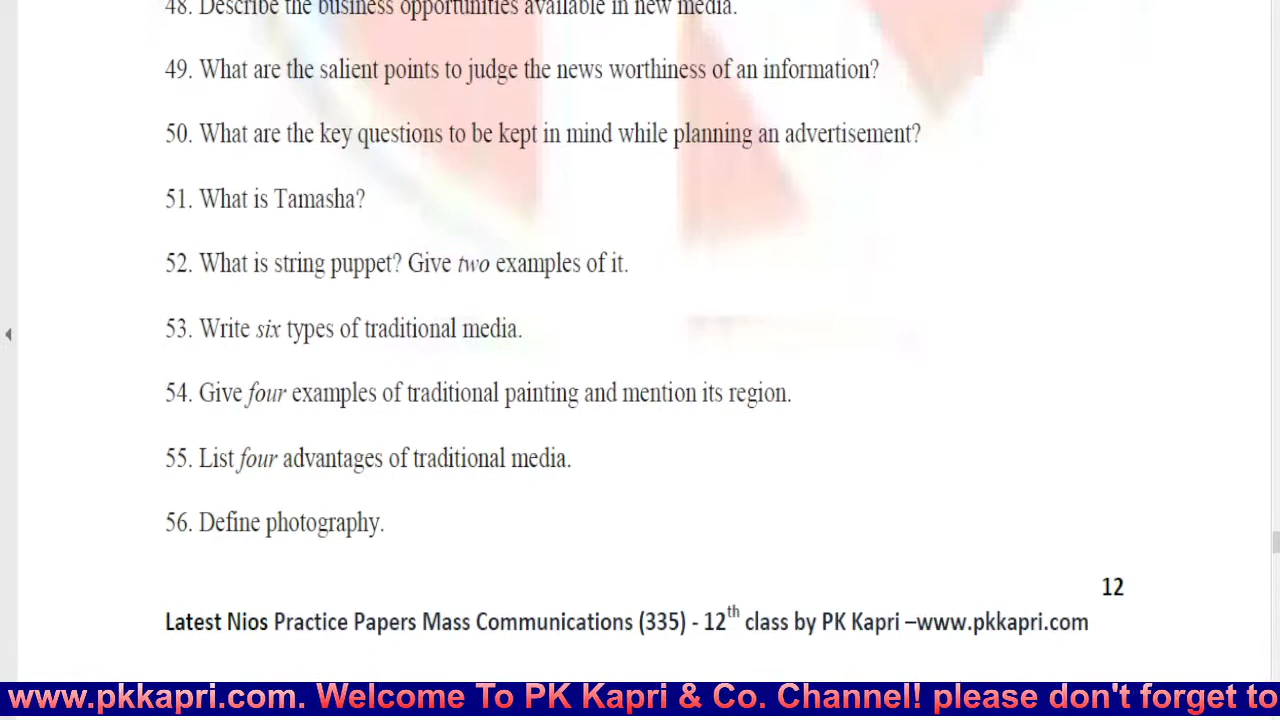 48. Describe the business opportunities available in new media.
49. What are the salient points to judge the news worthiness of an information?
50. What are the key questions to be kept in mind while planning an advertisement?
51. What is Tamasha?
52. What is string puppet? Give two examples of it.
53. Write six types of traditional media.
54. Give four examples of traditional painting and mention its region.
55. List four advantages of traditional media.
56. Define photography.
12
Latest Nios Practice Papers Mass Communications (335) - 12th class by PK Kapri –www.pkkapri.com
www.pkkapri.com. Welcome To PK Kapri & Co. Channel! please don't forget to